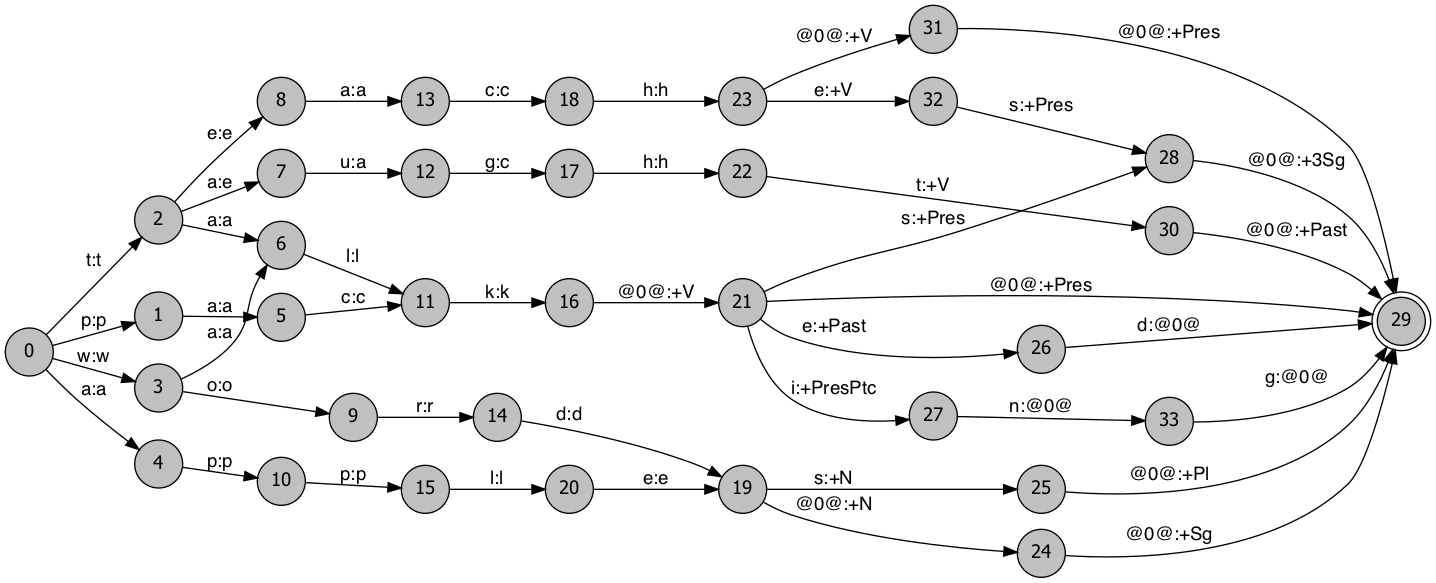 31
@0@:+V
@0@:+Pres
8
a:a
13
c:c
18
h:h
23
e:+V
32
s:+Pres
e:e
28
@0@:+3Sg
7
u:a
12
g:c
17
h:h
22
a:e
t:+V
2
a:a
s:+Pres
30
@0@:+Past
6
l:l
t:t
@0@:+Pres
11
k:k
16
@0@:+V
21
p:p
1
a:a
5
c:c
e:+Past
29
a:a
26
d:@0@
0
w:w
3
o:o
i:+PresPtc
g:@0@
a:a
9
r:r
14
d:d
27
n:@0@
33
4
p:p
10
p:p
15
l:l
20
e:e
19
s:+N
25
@0@:+Pl
@0@:+N
24
@0@:+Sg